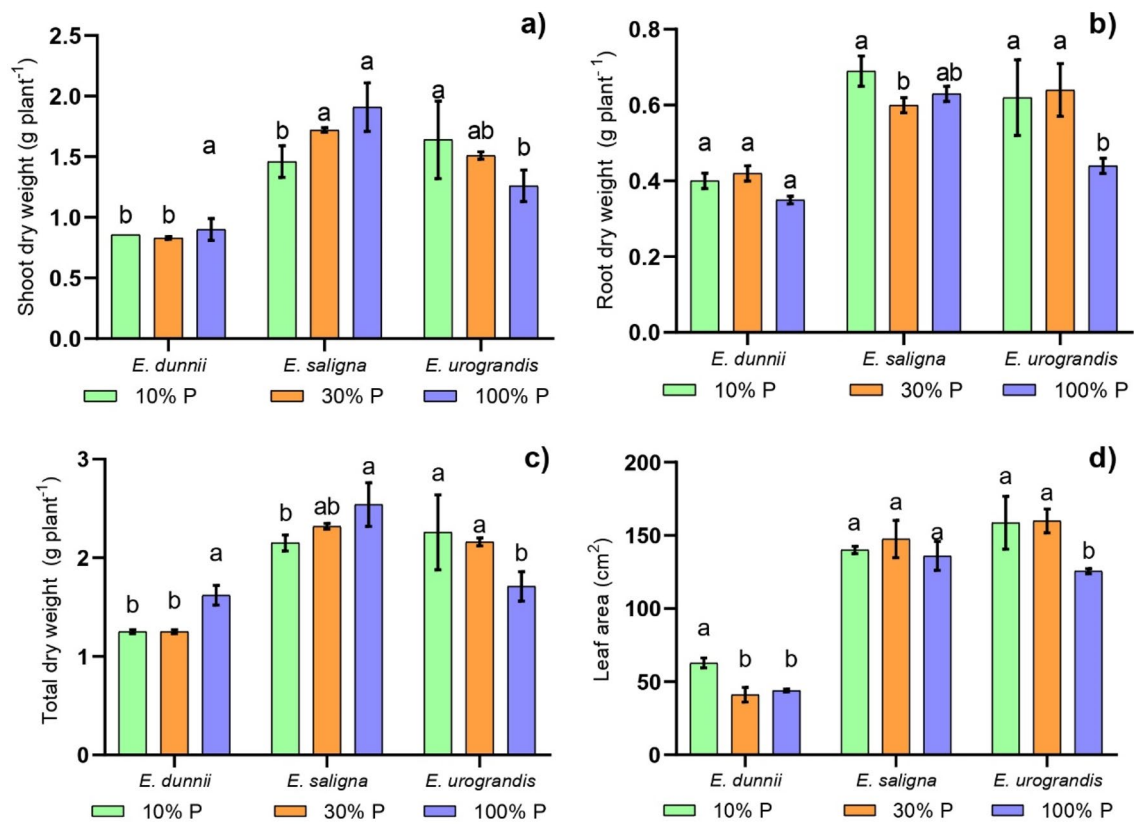 a)
Shoot dry weight (g plant⁻¹)
2.5
2.0
1.5
1.0
0.5
0.0
b b a
b a a
a ab b
E. dunnii E. saligna E. urograndis
10% P 30% P 100% P
b)
Root dry weight (g plant⁻¹)
0.8
0.6
0.4
0.2
0.0
a a a
a b ab
a a b
E. dunnii E. saligna E. urograndis
10% P 30% P 100% P
c)
Total dry weight (g plant⁻¹)
3
2
1
0
b b a
b ab a
a a b
E. dunnii E. saligna E. urograndis
10% P 30% P 100% P
d)
Leaf area (cm²)
200
150
100
50
0
a b b
a a a
a a b
E. dunnii E. saligna E. urograndis
10% P 30% P 100% P